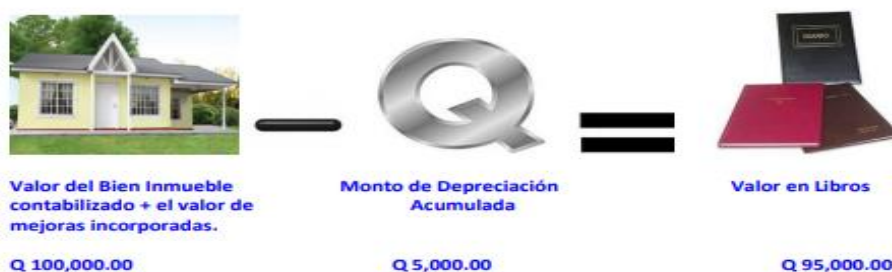 Q
DIARIO
Valor del Bien Inmueble
contabilizado + el valor de
mejoras incorporadas.
Monto de Depreciación
Acumulada
Valor en Libros
Q 100,000.00
Q 5,000.00
Q 95,000.00